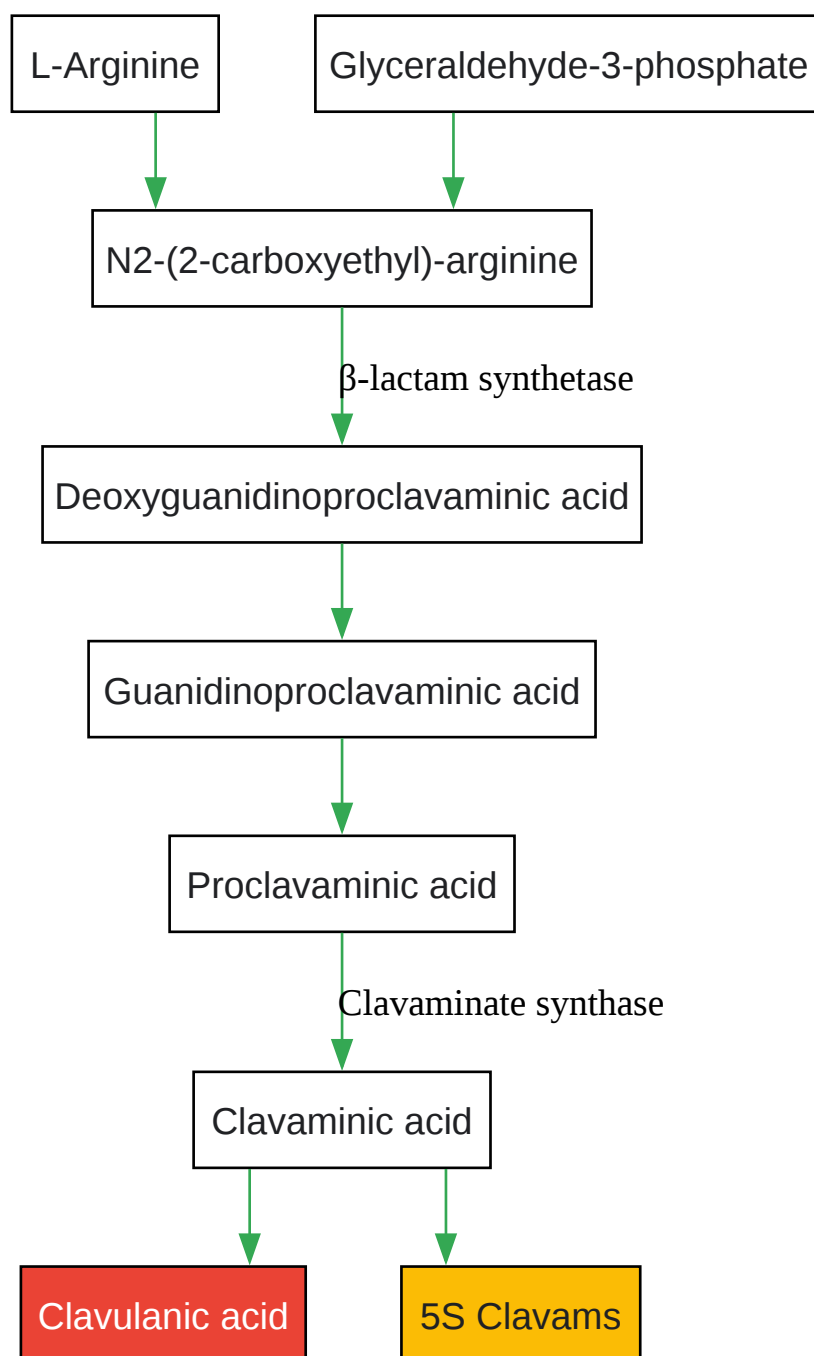 L-Arginine
Glyceraldehyde-3-phosphate
N2-(2-carboxyethyl)-arginine
β-lactam synthetase
Deoxyguanidinoproclavaminic acid
Guanidinoproclavaminic acid
Proclavaminic acid
Clavaminate synthase
Clavaminic acid
Clavulanic acid
5S Clavams